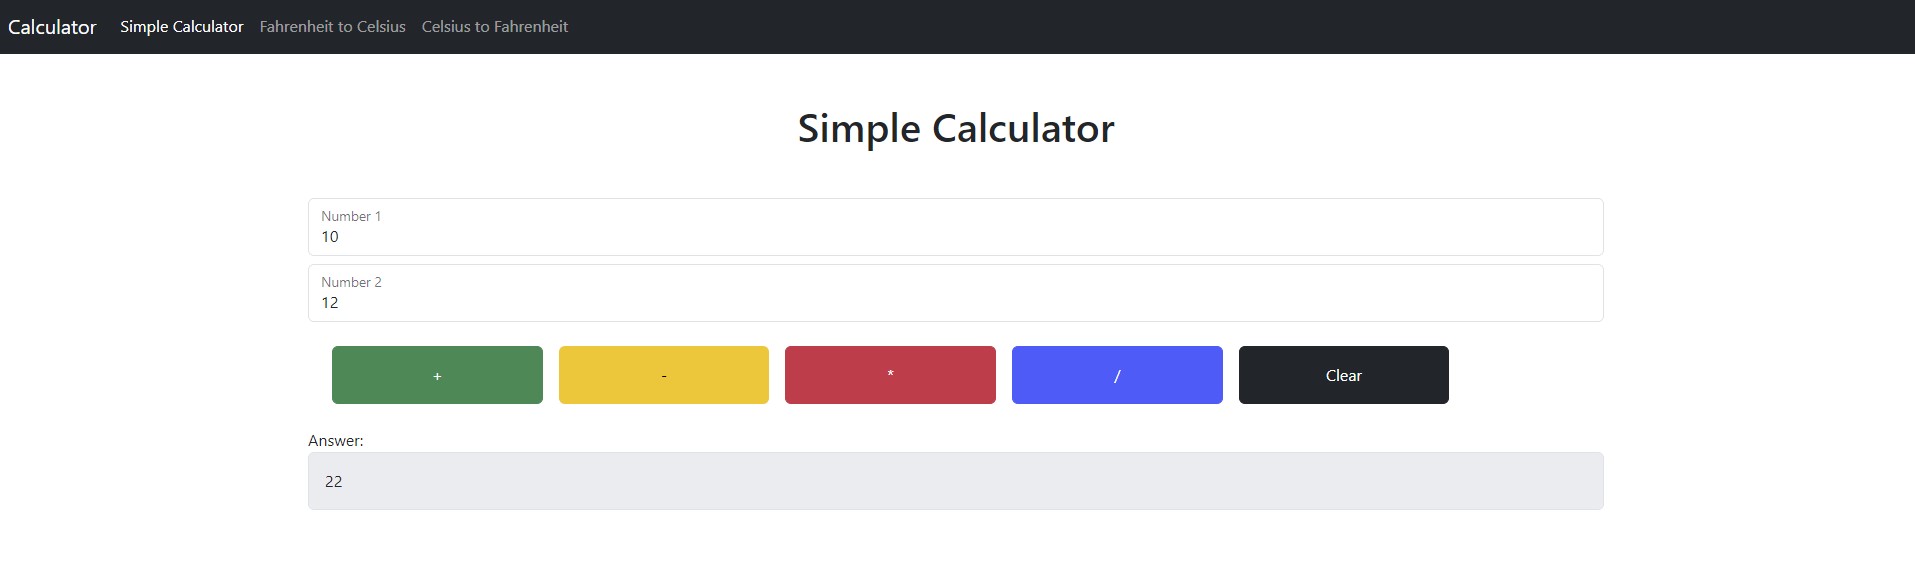 Calculator Simple Calculator Fahrenheit to Celsius Celsius to Fahrenheit
Simple Calculator
Number 1
10
Number 2
12
+ - * / Clear
Answer:
22